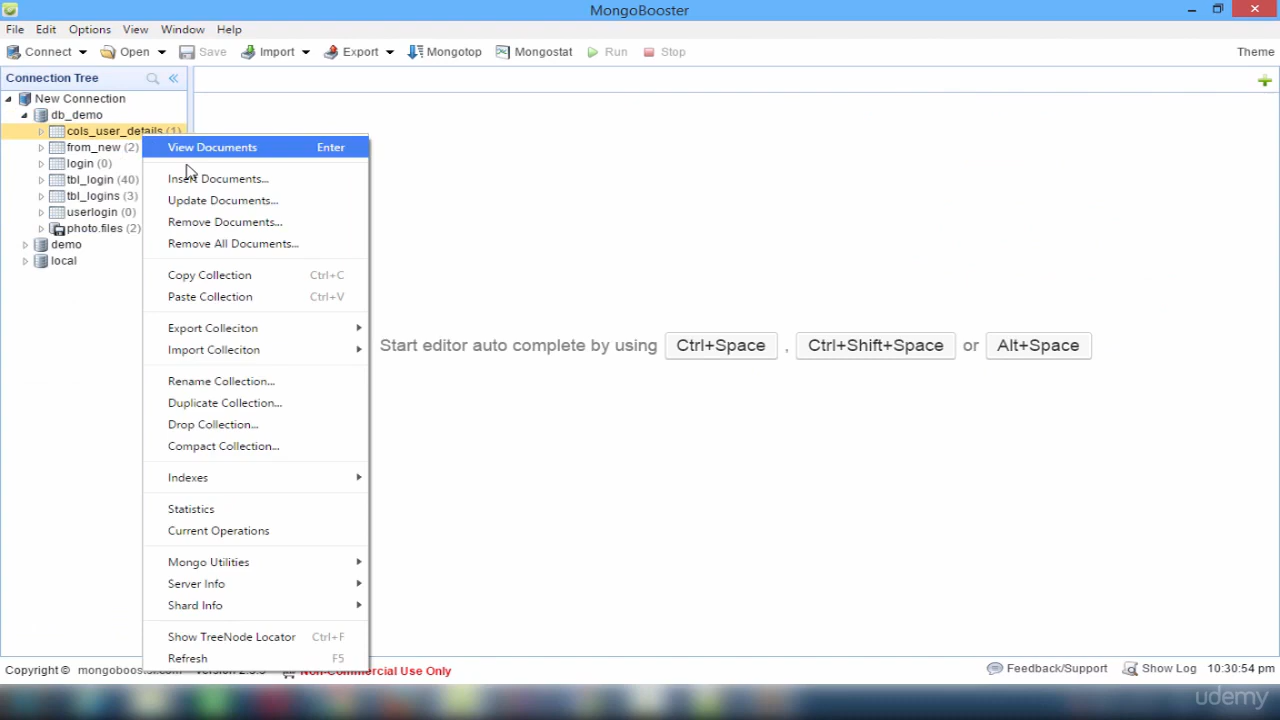 MongoBooster
File Edit Options View Window Help
Connect Open Save Import Export Mongotop Mongostat Run Stop Theme
Connection Tree
New Connection
db_demo
cols_user_details (1)
from_new (2)
login (0)
tbl_login (40)
tbl_logins (3)
userlogin (0)
photo.files (2)
demo
local
View Documents Enter
Insert Documents...
Update Documents...
Remove Documents...
Remove All Documents...
Copy Collection Ctrl+C
Paste Collection Ctrl+V
Export Colleciton
Import Colleciton
Rename Collection...
Duplicate Collection...
Drop Collection...
Compact Collection...
Indexes
Statistics
Current Operations
Mongo Utilities
Server Info
Shard Info
Show TreeNode Locator Ctrl+F
Refresh F5
Start editor auto complete by using Ctrl+Space , Ctrl+Shift+Space or Alt+Space
Copyright © Non-Commercial Use Only Feedback/Support Show Log 10:30:54 pm
udemy